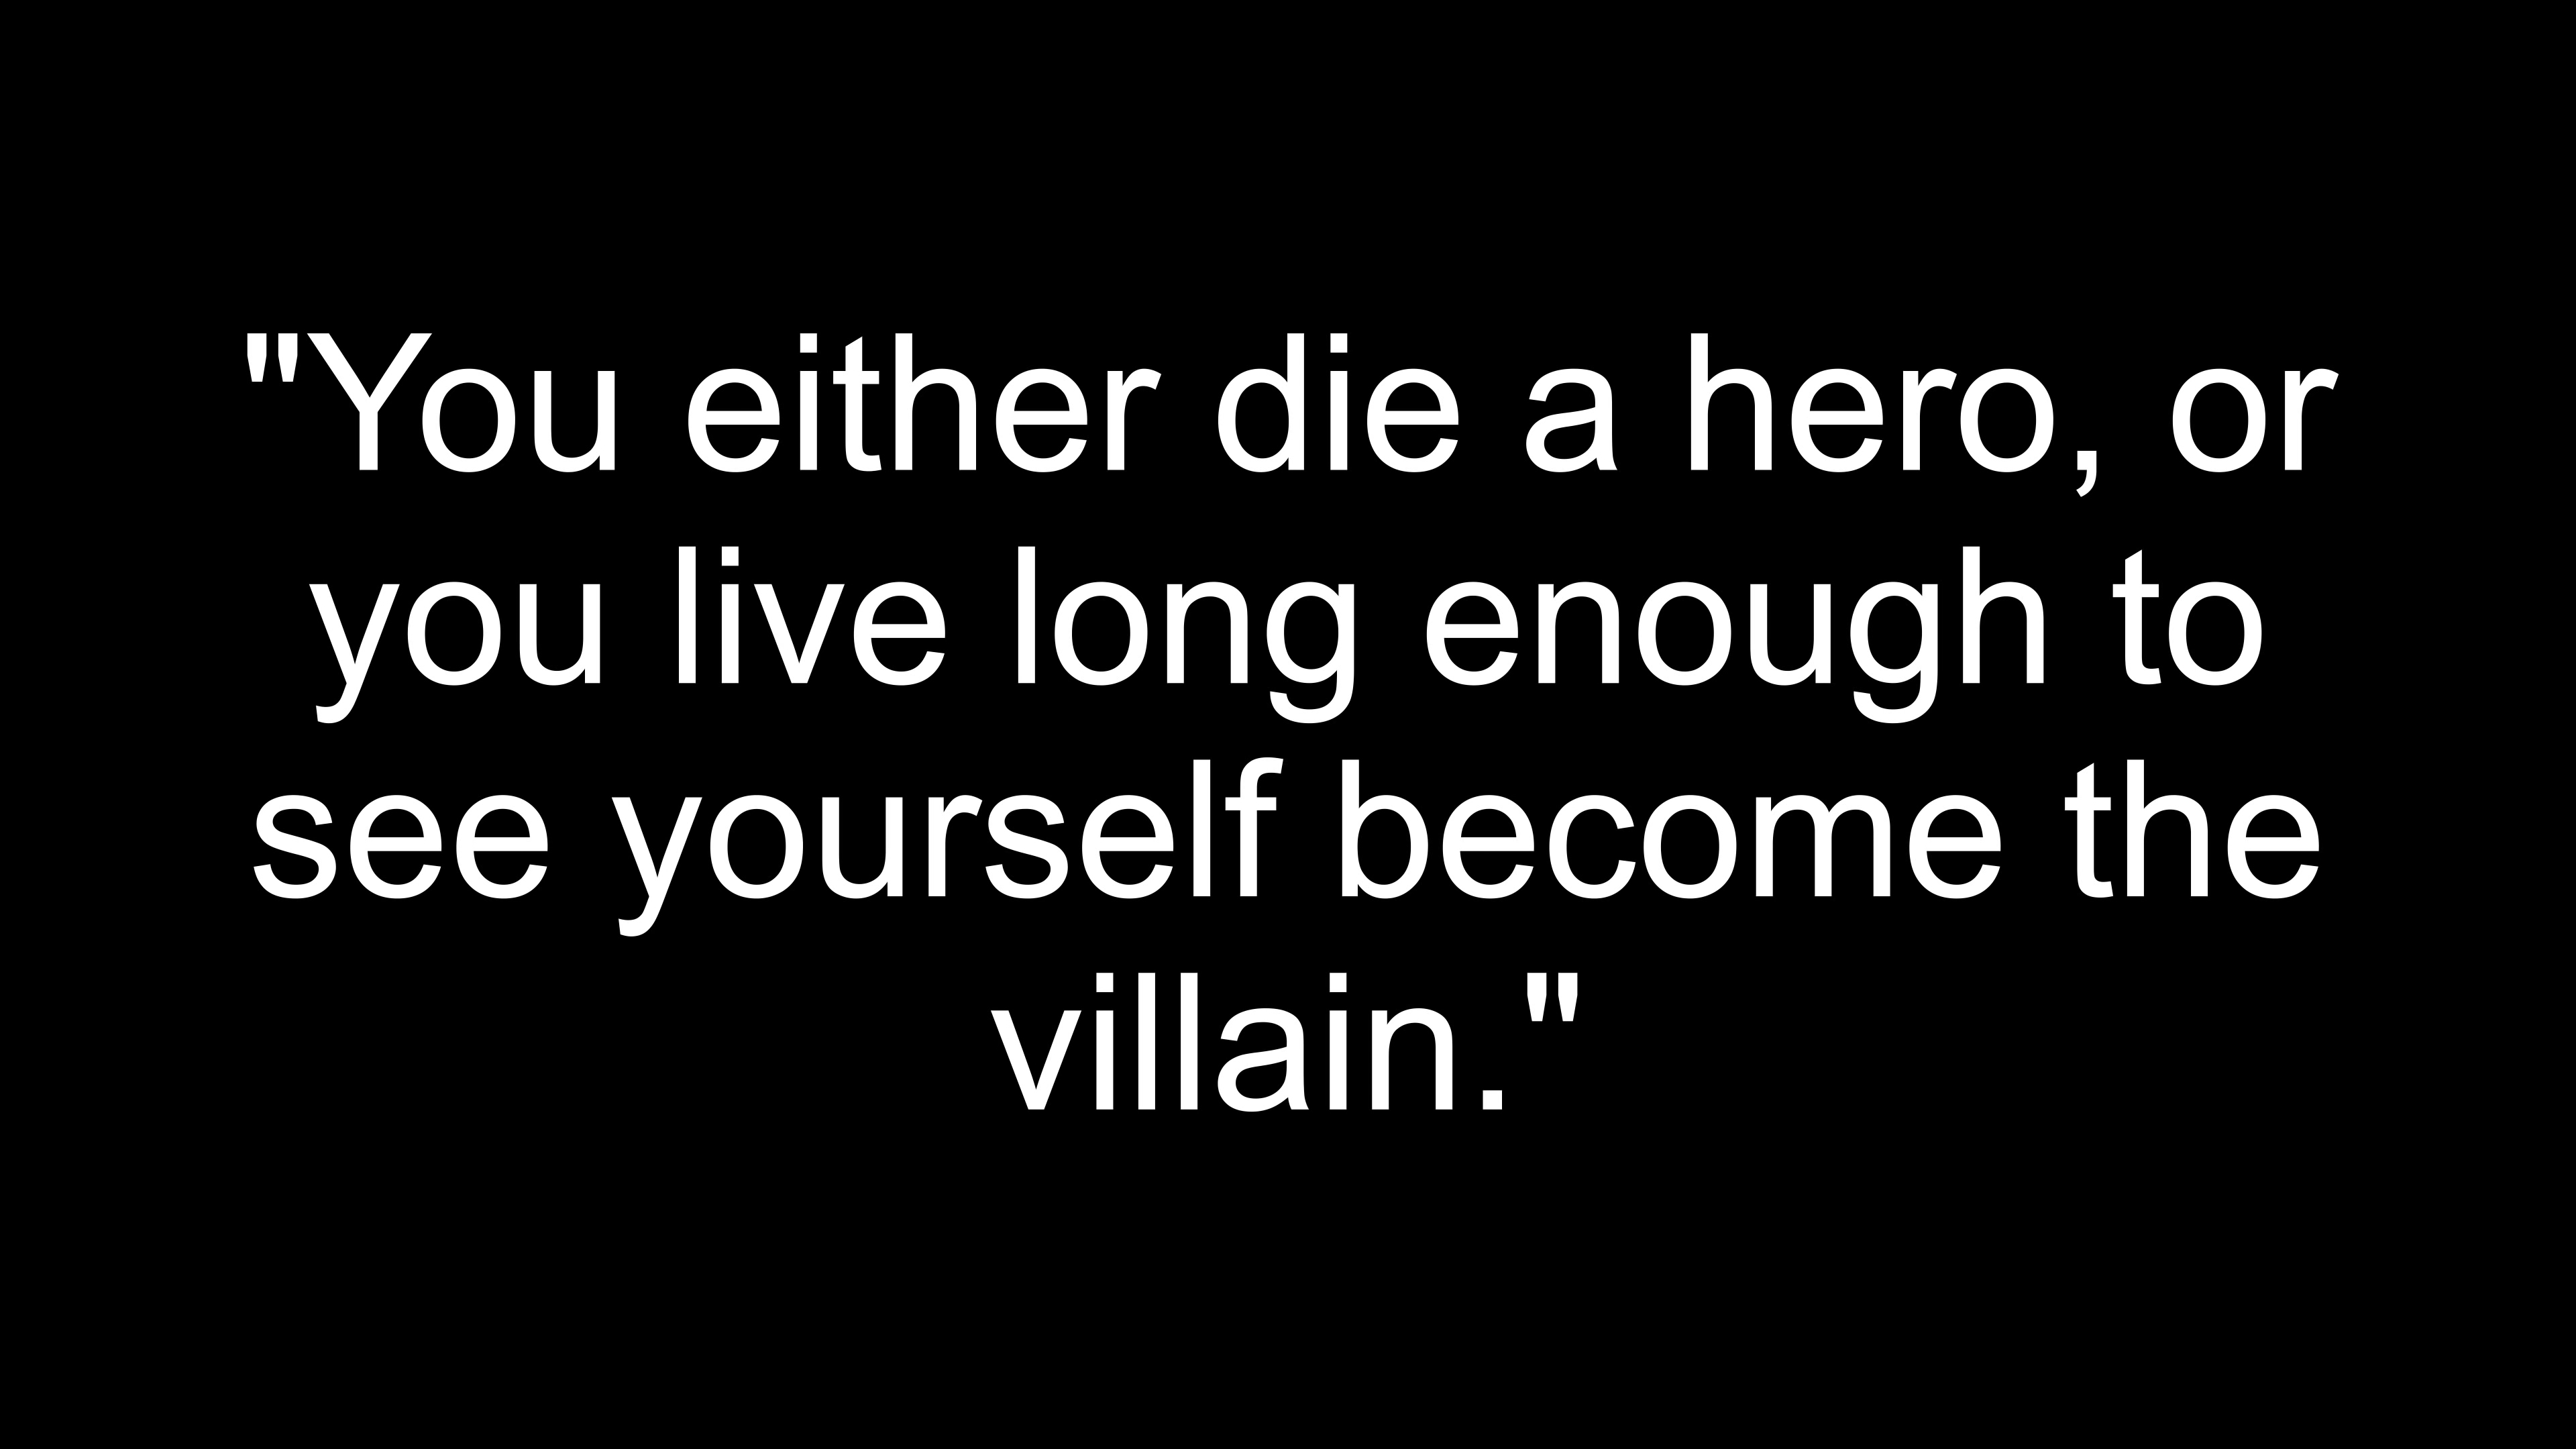 "You either die a hero, or
you live long enough to
see yourself become the
villain."